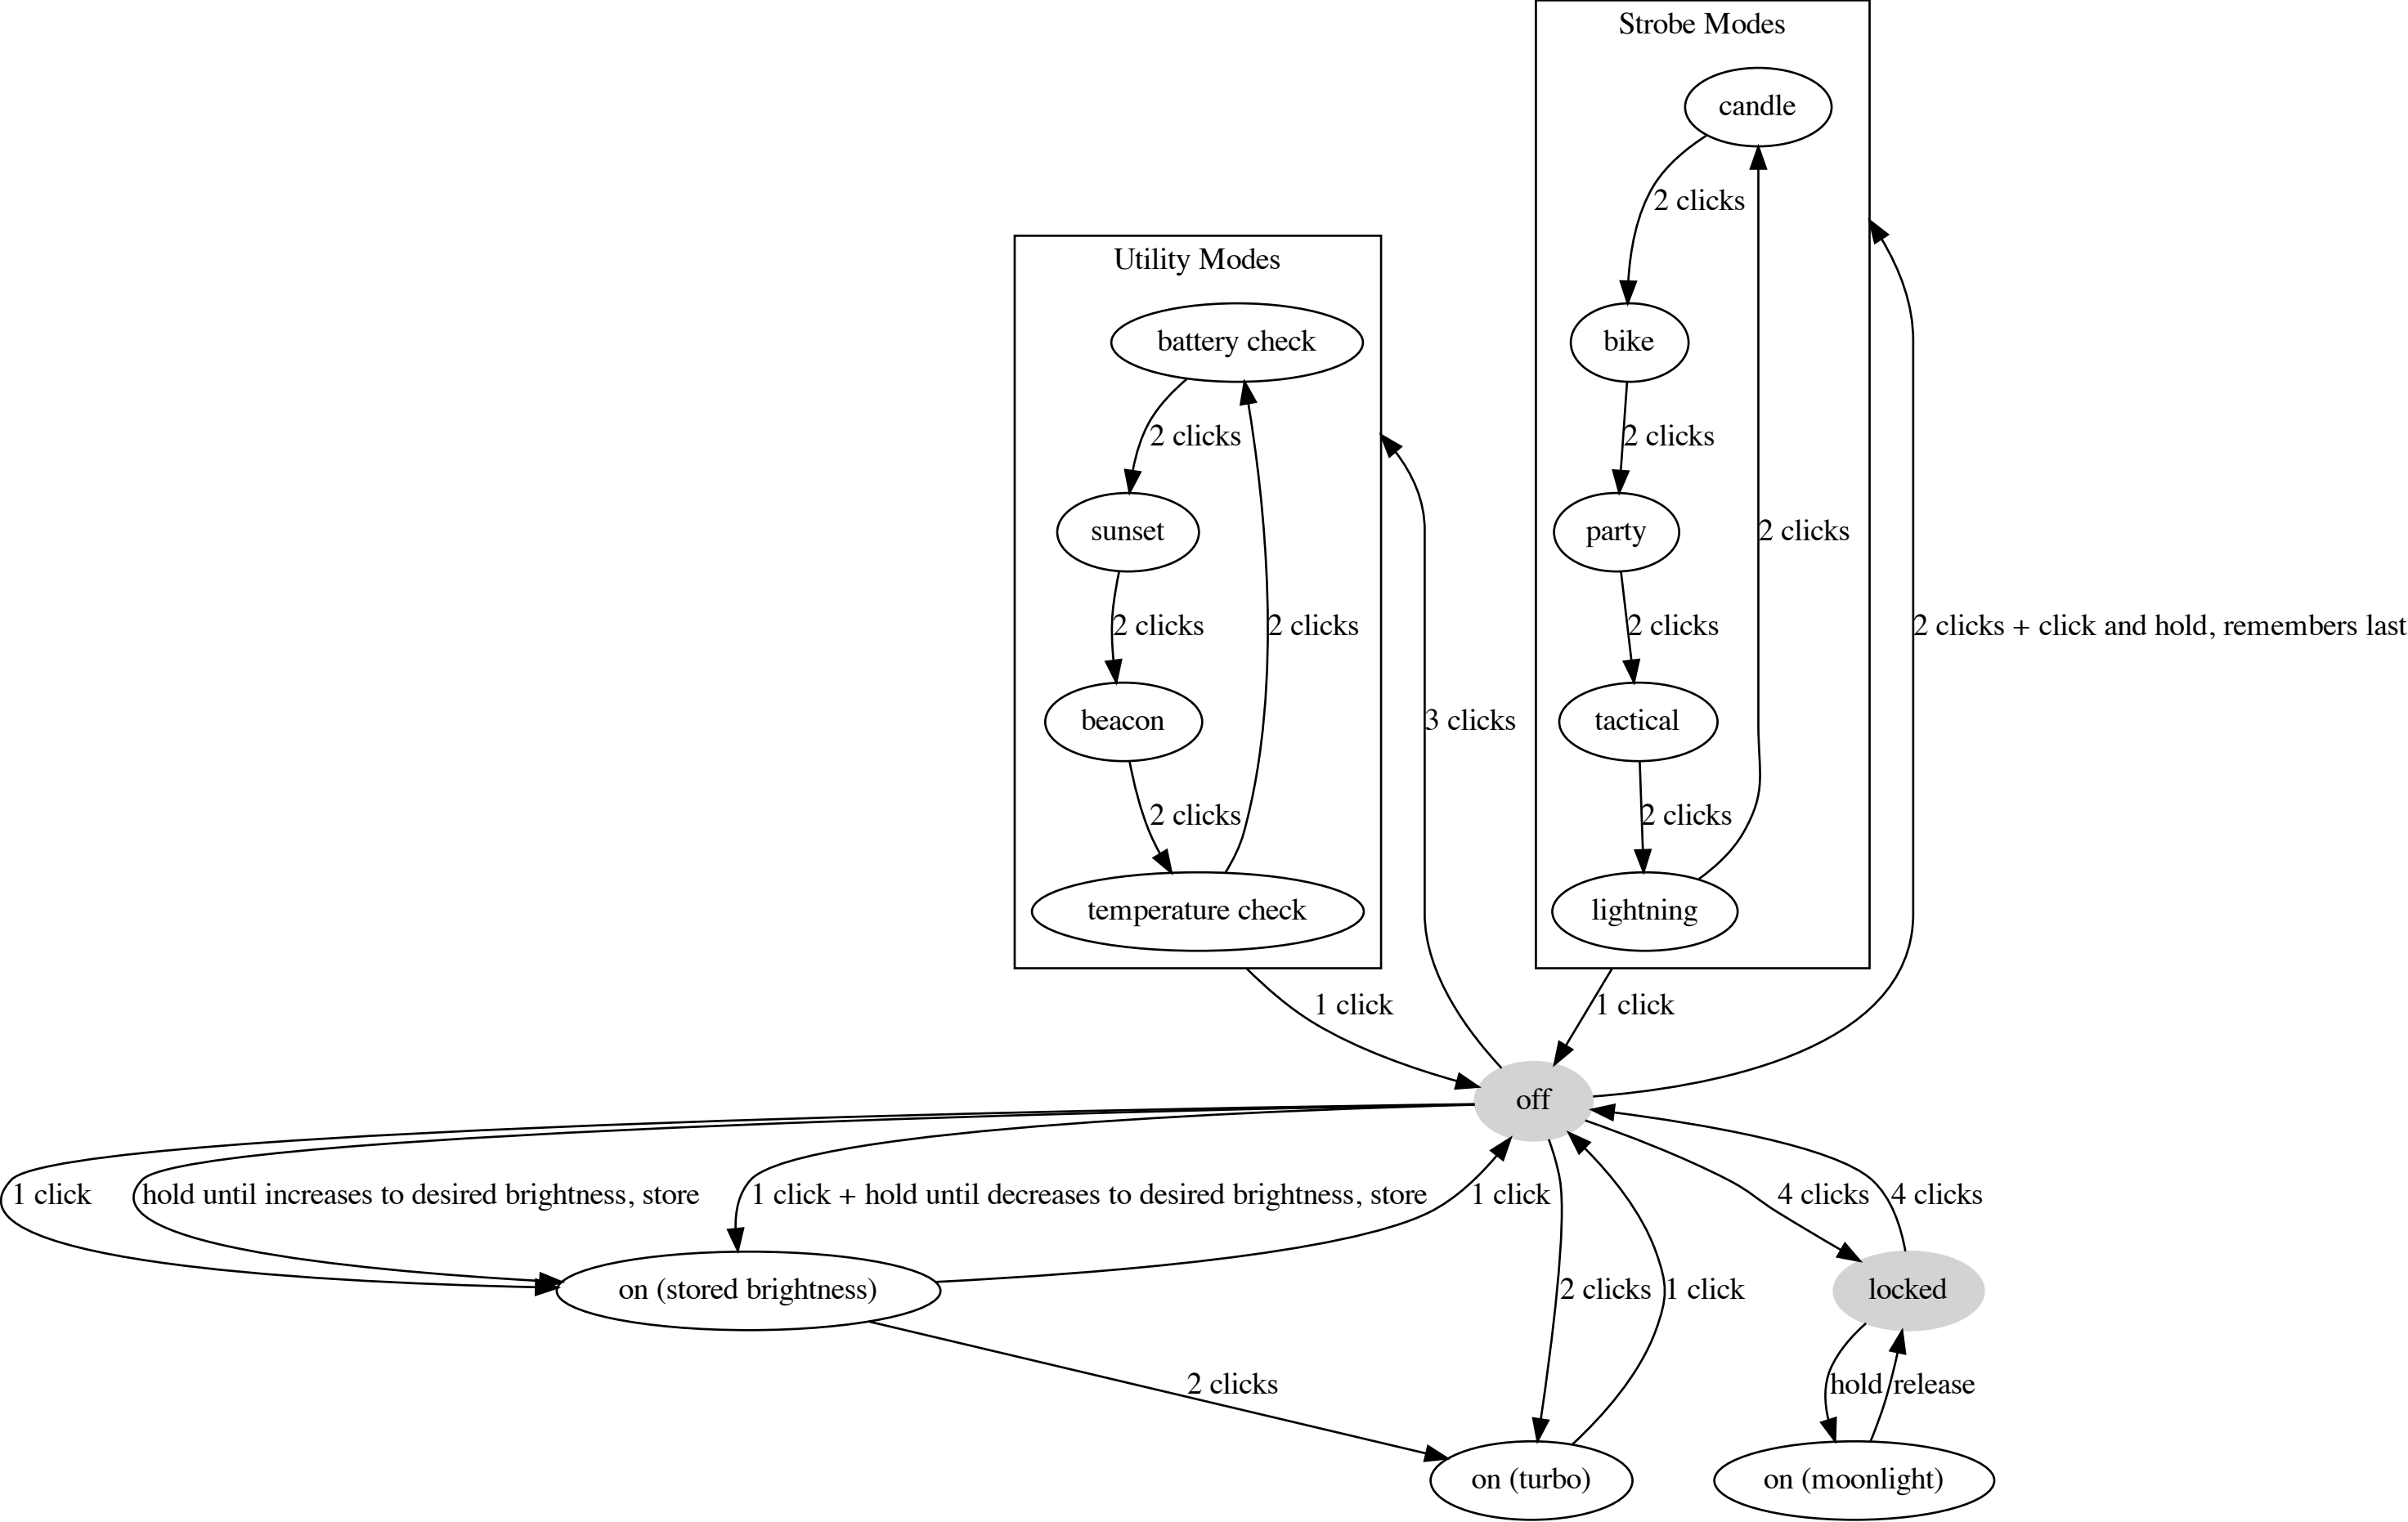 Strobe Modes
candle
2 clicks
Utility Modes
battery check
bike
2 clicks
2 clicks
sunset
party
2 clicks
2 clicks
2 clicks
2 clicks
2 clicks + click and hold, remembers last
beacon
3 clicks
tactical
2 clicks
2 clicks
temperature check
lightning
1 click
1 click
off
1 click
hold until increases to desired brightness, store
1 click + hold until decreases to desired brightness, store
1 click
4 clicks
4 clicks
on (stored brightness)
2 clicks
1 click
locked
2 clicks
hold
release
on (turbo)
on (moonlight)